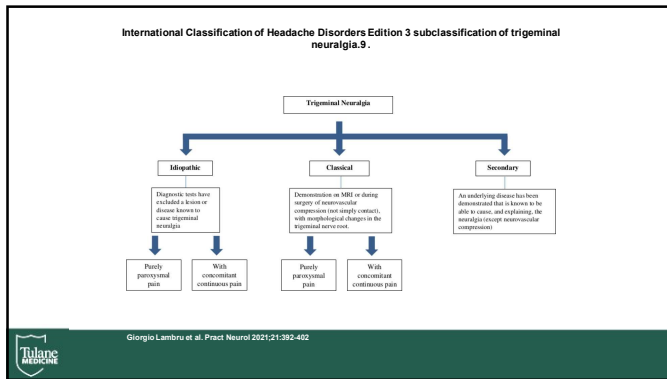 International Classification of Headache Disorders Edition 3 subclassification of trigeminal
neuralgia.9 .
Trigeminal Neuralgia
Idiopathic
Classical
Secondary
Diagnostic tests have
excluded a lesion or
disease known to
cause trigeminal
neuralgia
Demonstration on MRI or during
surgery of neurovascular
compression (not simply contact),
with morphological changes in the
trigeminal nerve root.
An underlying disease has been
demonstrated that is known to be
able to cause, and explaining, the
neuralgia (except neurovascular
compression)
Purely
paroxysmal
pain
With
concomitant
continuous pain
Purely
paroxysmal
pain
With
concomitant
continuous pain
Giorgio Lambru et al. Pract Neurol 2021;21:392-402
Tulane
MEDICINE